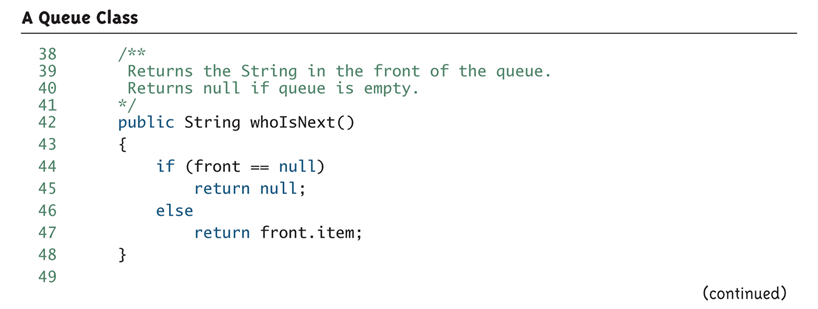 A Queue Class
38 /**
39 Returns the String in the front of the queue.
40 Returns null if queue is empty.
41 */
42 public String whoIsNext()
43 {
44 if (front == null)
45 return null;
46 else
47 return front.item;
48 }
49
(continued)